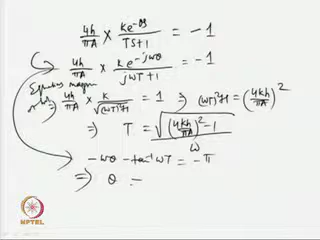 4h/πA × ke^-θs/TS+1 = -1
4h/πA × ke^-jωθ/jωT+1 = -1
Equating magn
⇒ 4h/πA × k/√(ωT)²+1 = 1 ⇒ (ωT)²+1 = (4kh/πA)²
⇒ T = √(4kh/πA)² - 1 / ω
-ωθ - tan⁻¹ωT = -π
⇒ θ =
NPTEL